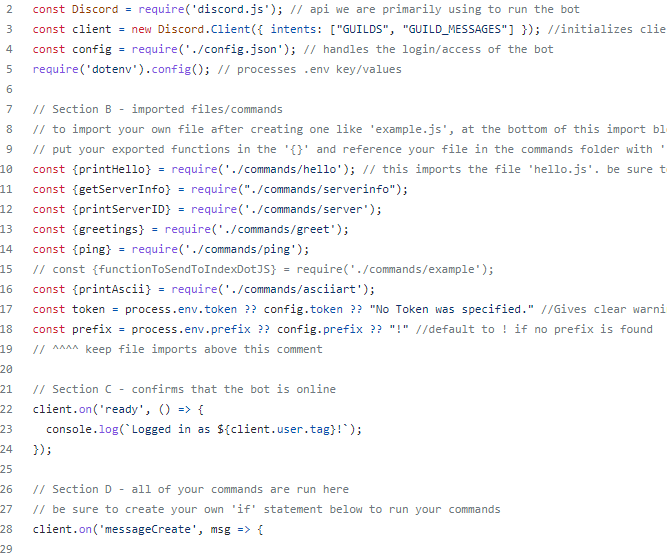 2 const Discord = require('discord.js'); // api we are primarily using to run the bot
3 const client = new Discord.Client({ intents: ["GUILDS", "GUILD_MESSAGES"] }); //initializes clie
4 const config = require('./config.json'); // handles the login/access of the bot
5 require('dotenv').config(); // processes .env key/values
6
7 // Section B - imported files/commands
8 // to import your own file after creating one like 'example.js', at the bottom of this import bl
9 // put your exported functions in the '{}' and reference your file in the commands folder with '
10 const {printHello} = require('./commands/hello'); // this imports the file 'hello.js'. be sure t
11 const {getServerInfo} = require("./commands/serverinfo");
12 const {printServerID} = require('./commands/server');
13 const {greetings} = require('./commands/greet');
14 const {ping} = require('./commands/ping');
15 // const {functionToSendToIndexDotJS} = require('./commands/example');
16 const {printAscii} = require('./commands/asciiart');
17 const token = process.env.token ?? config.token ?? "No Token was specified." //Gives clear warni
18 const prefix = process.env.prefix ?? config.prefix ?? "!" //default to ! if no prefix is found
19 // ^^^^ keep file imports above this comment
20
21 // Section C - confirms that the bot is online
22 client.on('ready', () => {
23 console.log(`Logged in as ${client.user.tag}!`);
24 });
25
26 // Section D - all of your commands are run here
27 // be sure to create your own 'if' statement below to run your commands
28 client.on('messageCreate', msg => {
29